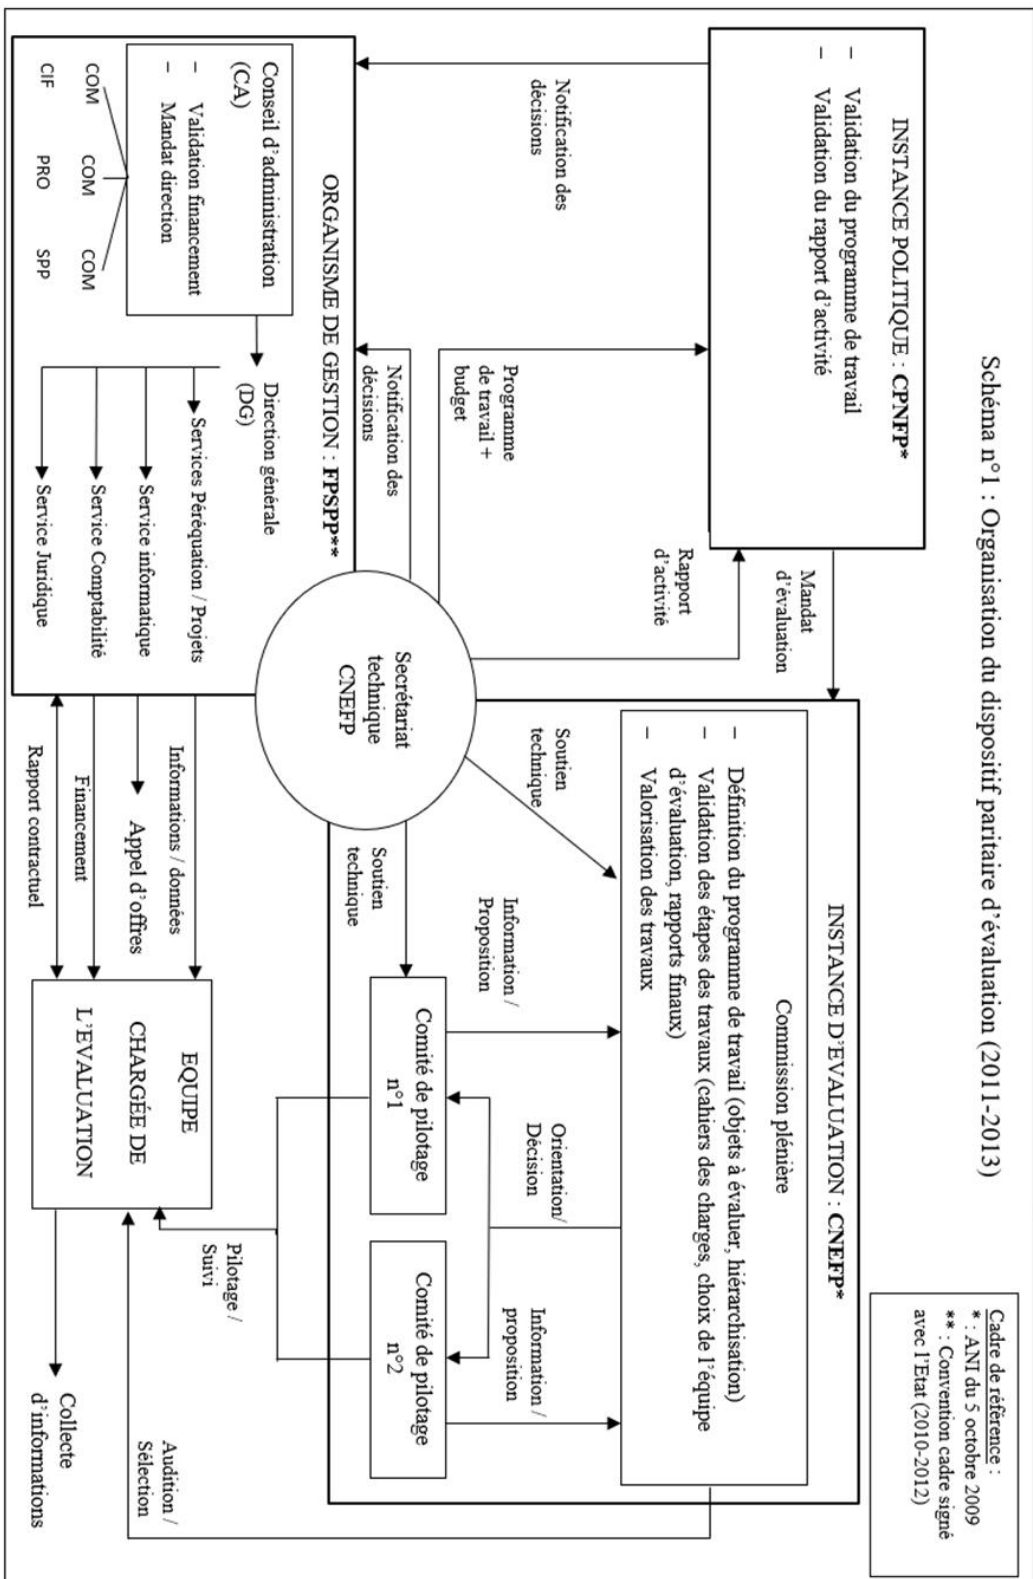 Schéma n°1 : Organisation du dispositif paritaire d'évaluation (2011-2013)
Cadre de référence :
* : ANI du 5 octobre 2009
** : Convention cadre signé
avec l'Etat (2010-2012)
INSTANCE POLITIQUE : CPNFP*
– Validation du programme de travail
– Validation du rapport d'activité
Mandat
d'évaluation
Rapport
d'activité
Programme
de travail +
budget
Notification des
décisions
Notification des
décisions
INSTANCE D'EVALUATION : CNEFP*
Commission plénière
– Définition du programme de travail (objets à évaluer, hiérarchisation)
– Validation des étapes des travaux (cahiers des charges, choix de l'équipe
d'évaluation, rapports finaux)
– Valorisation des travaux
Soutien
technique
Information /
Proposition
Orientation/
Décision
Information /
proposition
Soutien
technique
Comité de pilotage
n°1
Comité de pilotage
n°2
Secrétariat
technique
CNEFP
ORGANISME DE GESTION : FPSPP**
Conseil d'administration
(CA)
– Validation financement
– Mandat direction
COM
COM
COM
CIF
PRO
SPP
Direction générale
(DG)
Services Péréquation / Projets
Service informatique
Service Comptabilité
Service Juridique
Informations / données
Appel d'offres
Financement
Rapport contractuel
EQUIPE
CHARGÉE DE
L'EVALUATION
Pilotage /
Suivi
Audition /
Sélection
Collecte
d'informations